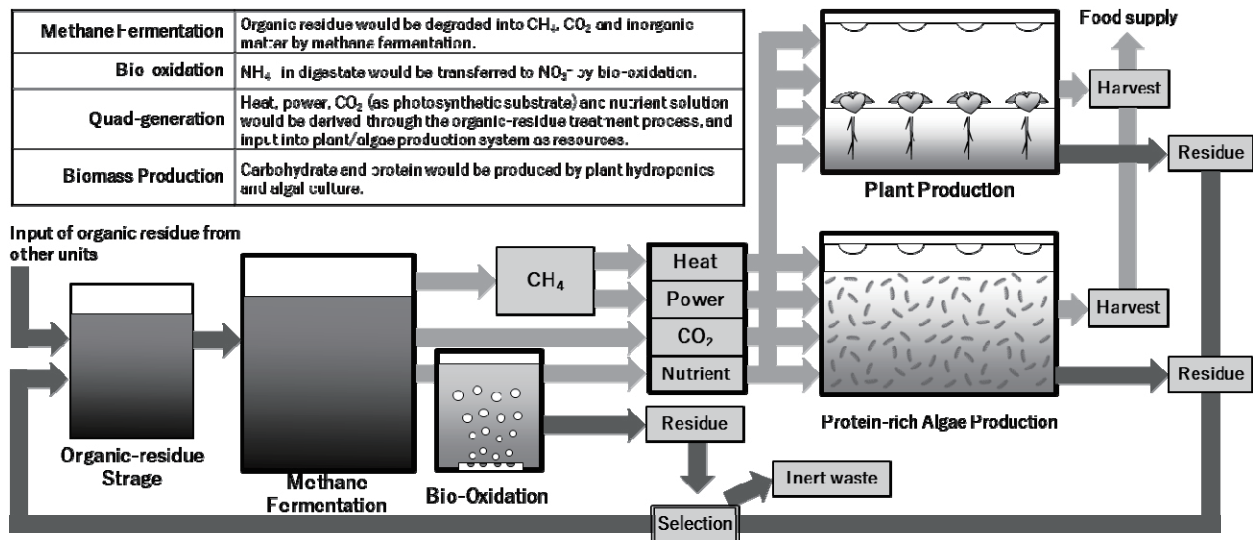 Methane Fermentation
Organic residue would be degraded into CH₄, CO₂ and inorganic
matter by methane fermentation.
Bio oxidation
NH₄ in digestate would be transferred to NO₃⁻ by bio-oxidation.
Quad-generation
Heat, power, CO₂ (as photosynthetic substrate) and nutrient solution
would be derived through the organic-residue treatment process, and
input into plant/algae production system as resources.
Biomass Production
Carbohydrate and protein would be produced by plant hydroponics
and algal culture.
Food supply
Harvest
Residue
Plant Production
Input of organic residue from
other units
CH₄
Heat
Power
CO₂
Nutrient
Harvest
Residue
Protein-rich Algae Production
Organic-residue
Strage
Methane
Fermentation
Bio-Oxidation
Residue
Inert waste
Selection